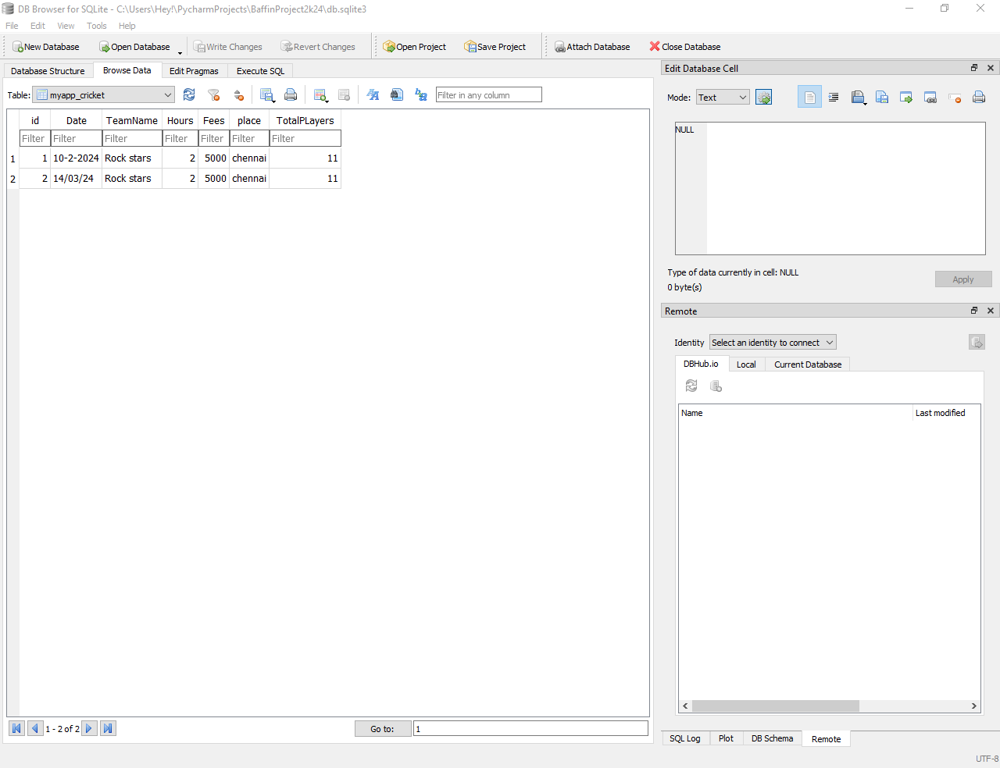 DB Browser for SQLite - C:\Users\Hey!\PycharmProjects\BaffinProject2k24\db.sqlite3
File Edit View Tools Help
New Database Open Database Write Changes Revert Changes Open Project Save Project Attach Database Close Database
Database Structure Browse Data Edit Pragmas Execute SQL
Table: myapp_cricket Filter in any column
id Date TeamName Hours Fees place TotalPLayers
Filter Filter Filter Filter Filter Filter Filter
1 1 10-2-2024 Rock stars 2 5000 chennai 11
2 2 14/03/24 Rock stars 2 5000 chennai 11
1 - 2 of 2 Go to: 1
Edit Database Cell
Mode: Text
NULL
Type of data currently in cell: NULL
0 byte(s)
Apply
Remote
Identity Select an identity to connect
DBHub.io Local Current Database
Name Last modified
SQL Log Plot DB Schema Remote
UTF-8